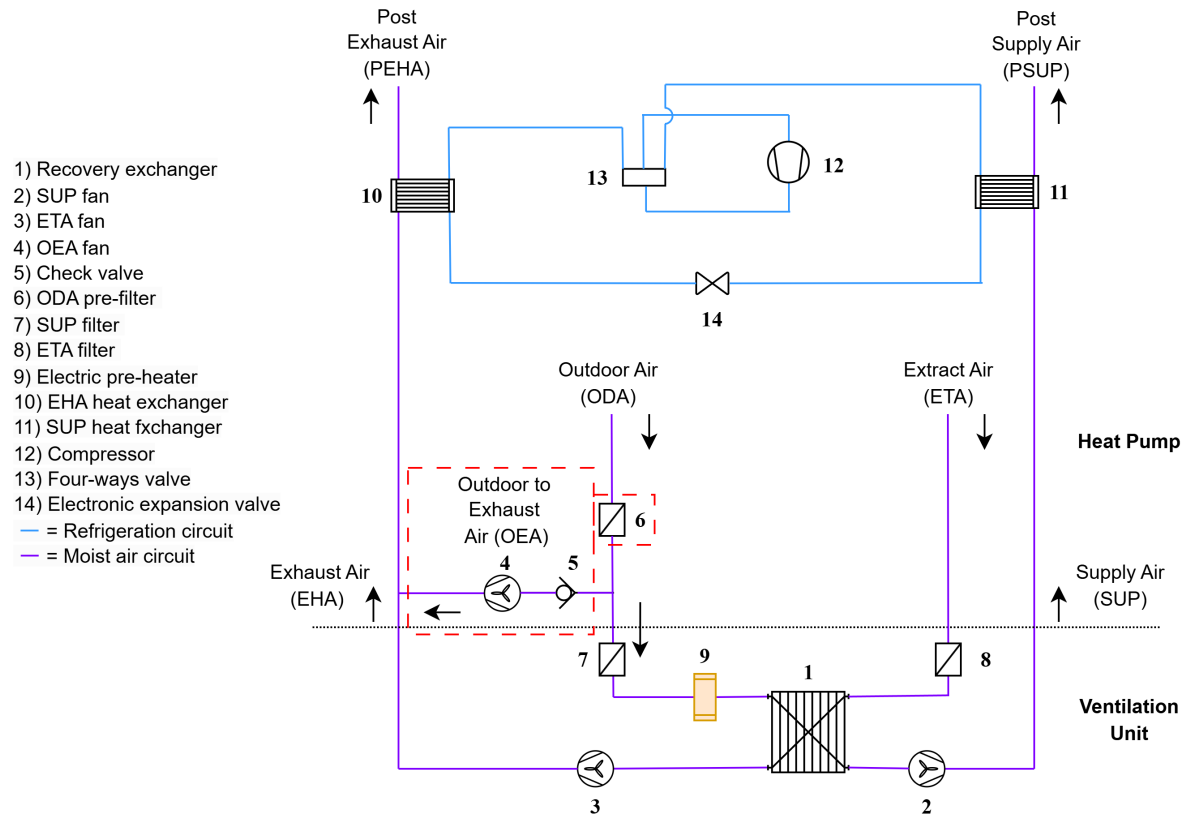 Post
Exhaust Air
(PEHA)
Post
Supply Air
(PSUP)
1) Recovery exchanger
2) SUP fan
3) ETA fan
4) OEA fan
5) Check valve
6) ODA pre-filter
7) SUP filter
8) ETA filter
9) Electric pre-heater
10) EHA heat exchanger
11) SUP heat fxchanger
12) Compressor
13) Four-ways valve
14) Electronic expansion valve
= Refrigeration circuit
= Moist air circuit
10
13
12
11
14
Outdoor Air
(ODA)
Extract Air
(ETA)
Heat Pump
Outdoor to
Exhaust
Air (OEA)
6
4
5
Exhaust Air
(EHA)
Supply Air
(SUP)
7
9
1
8
Ventilation
Unit
3
2